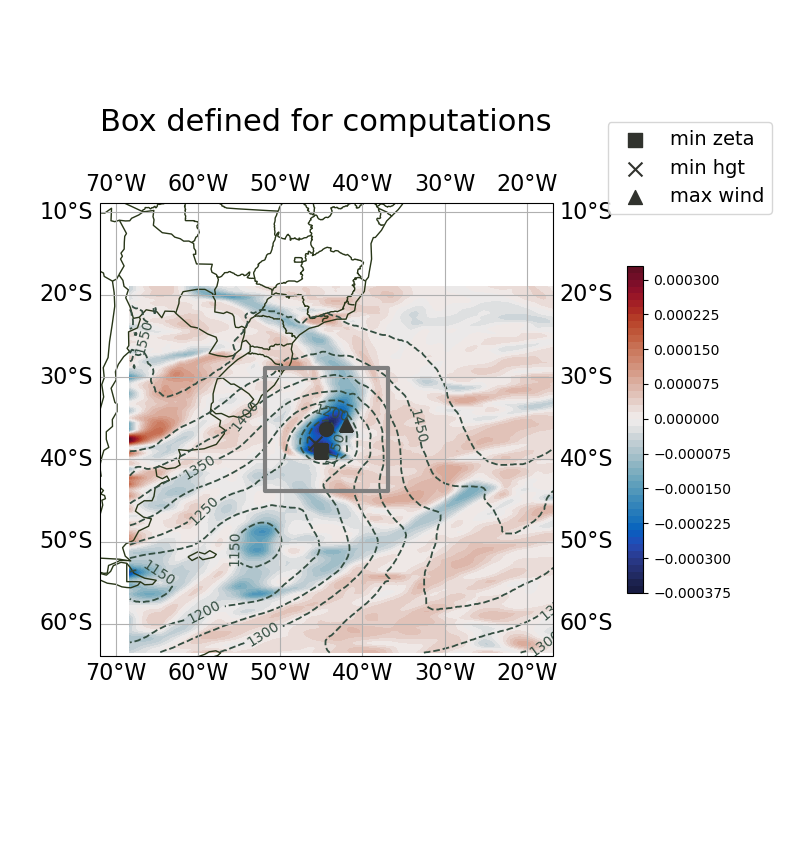 Box defined for computations
min zeta
min hgt
max wind
70°W 60°W 50°W 40°W 30°W 20°W
10°S 10°S
20°S 20°S
30°S 30°S
40°S 40°S
50°S 50°S
60°S 60°S
70°W 60°W 50°W 40°W 30°W 20°W
1550
1400
1450
1350
1250
1150
1150
1200
1300
1300
0.000300
0.000225
0.000150
0.000075
0.000000
−0.000075
−0.000150
−0.000225
−0.000300
−0.000375